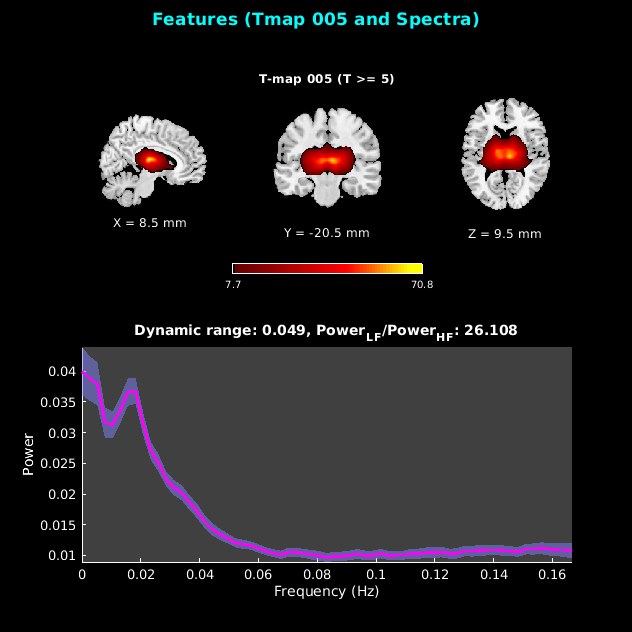 Features (Tmap 005 and Spectra)
T-map 005 (T >= 5)
X = 8.5 mm
Y = -20.5 mm
Z = 9.5 mm
7.7
70.8
Dynamic range: 0.049, PowerLF/PowerHF: 26.108
Power
0.04
0.035
0.03
0.025
0.02
0.015
0.01
0
0.02
0.04
0.06
0.08
0.1
0.12
0.14
0.16
Frequency (Hz)